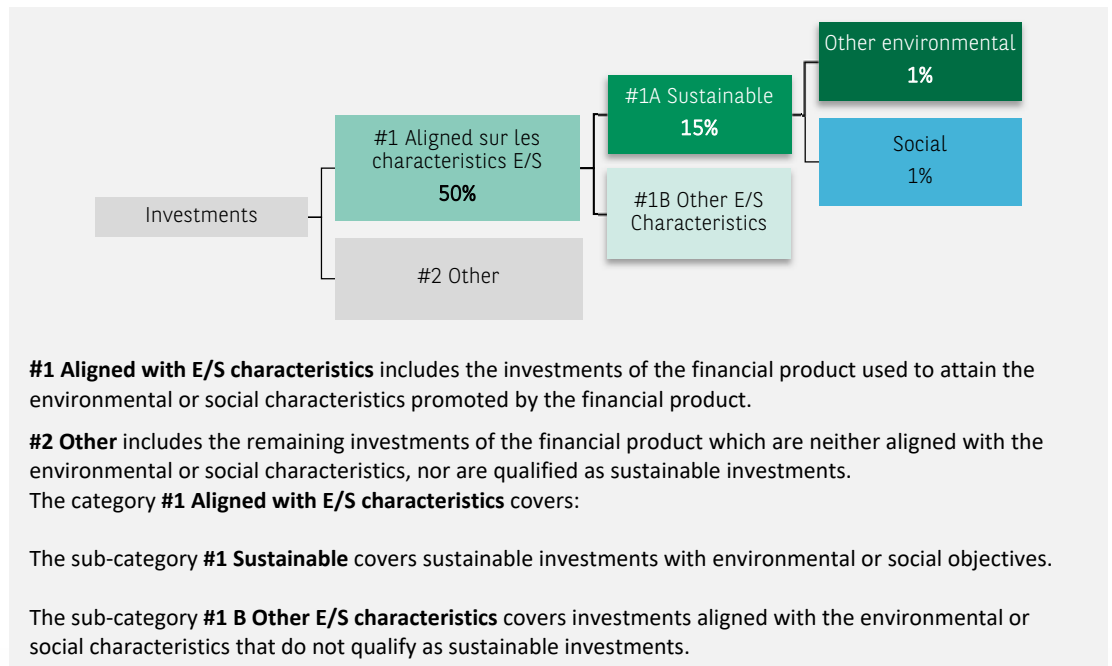 Other environmental
1%
#1A Sustainable
15%
#1 Aligned sur les
characteristics E/S
50%
Social
1%
#1B Other E/S
Characteristics
Investments
#2 Other
#1 Aligned with E/S characteristics includes the investments of the financial product used to attain the
environmental or social characteristics promoted by the financial product.
#2 Other includes the remaining investments of the financial product which are neither aligned with the
environmental or social characteristics, nor are qualified as sustainable investments.
The category #1 Aligned with E/S characteristics covers:
The sub-category #1 Sustainable covers sustainable investments with environmental or social objectives.
The sub-category #1 B Other E/S characteristics covers investments aligned with the environmental or
social characteristics that do not qualify as sustainable investments.